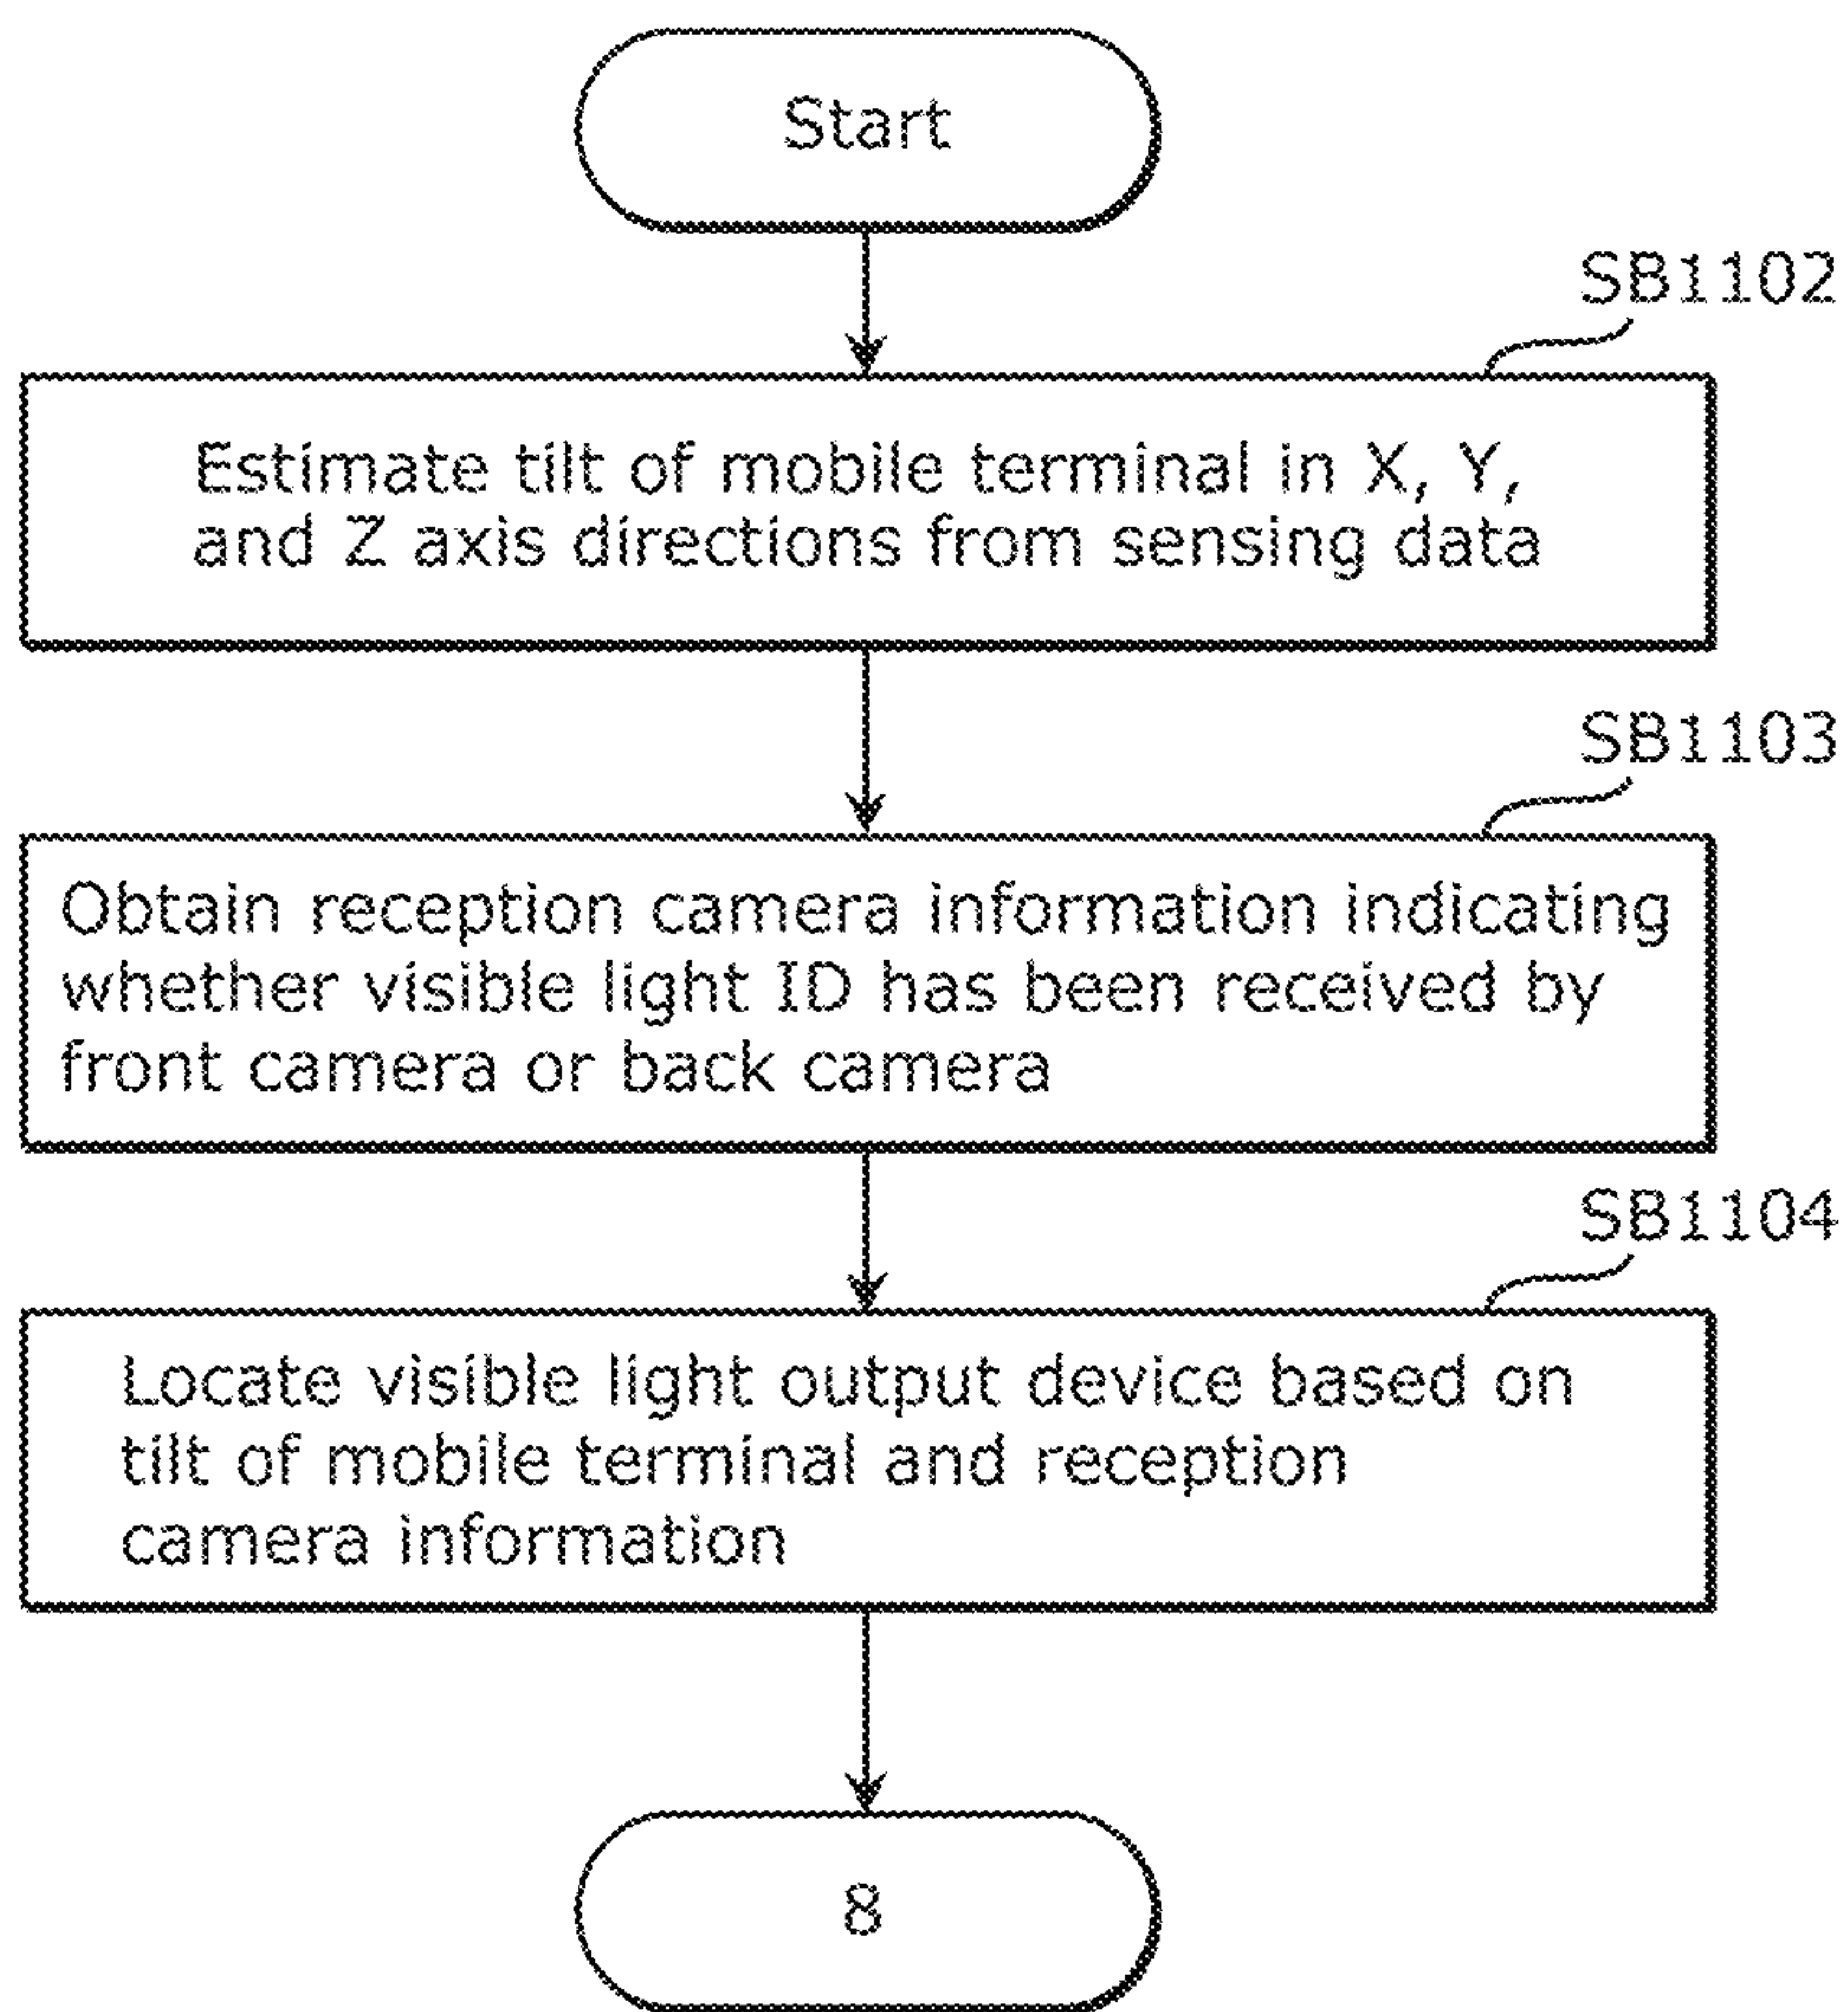 Start
SB1102
Estimate tilt of mobile terminal in X, Y,
and Z axis directions from sensing data
SB1103
Obtain reception camera information indicating
whether visible light ID has been received by
front camera or back camera
SB1104
Locate visible light output device based on
tilt of mobile terminal and reception
camera information
8